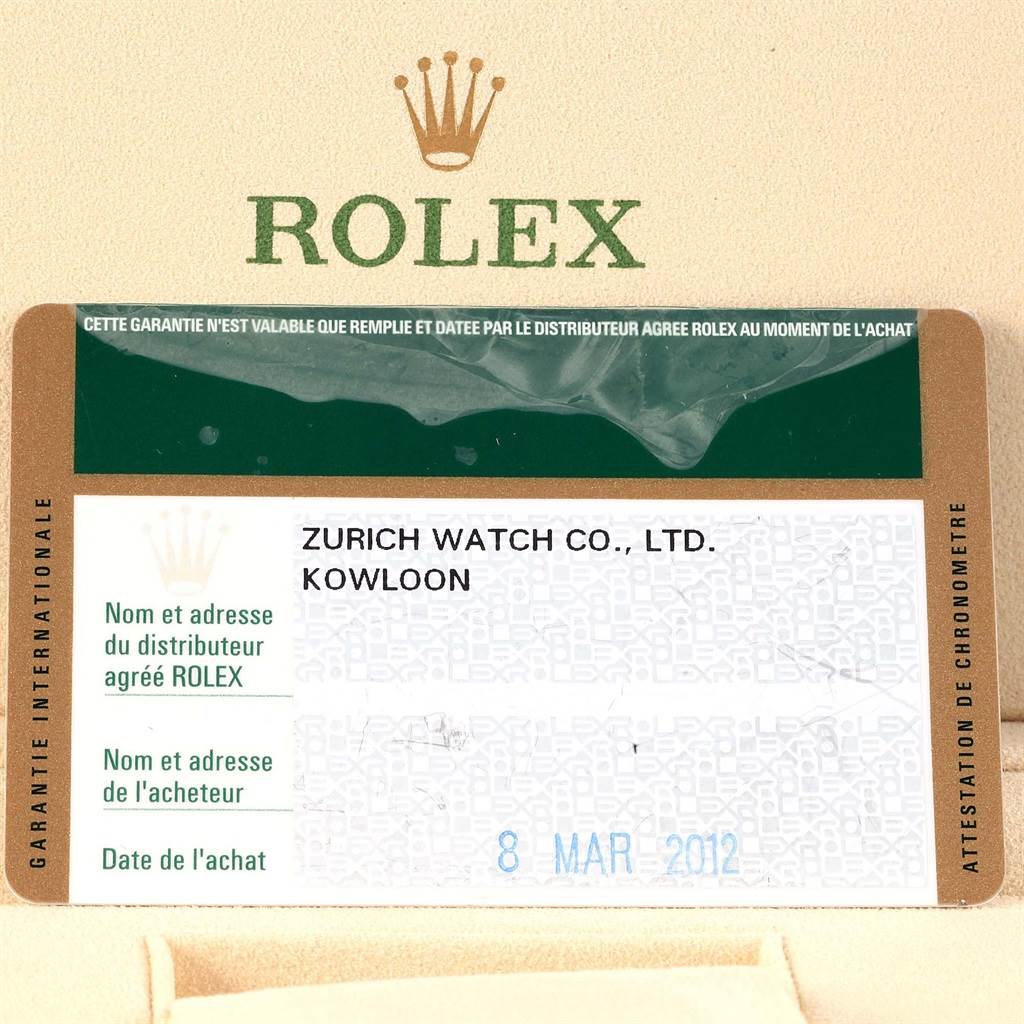 ROLEX
CETTE GARANTIE N'EST VALABLE QUE REMPLIE ET DATEE PAR LE DISTRIBUTEUR AGREE ROLEX AU MOMENT DE L'ACHAT
GARANTIE INTERNATIONALE
ZURICH WATCH CO., LTD.
KOWLOON
Nom et adresse
du distributeur
agréé ROLEX
Nom et adresse
de l'acheteur
Date de l'achat
8 MAR 2012
ATTESTATION DE CHRONOMETRE